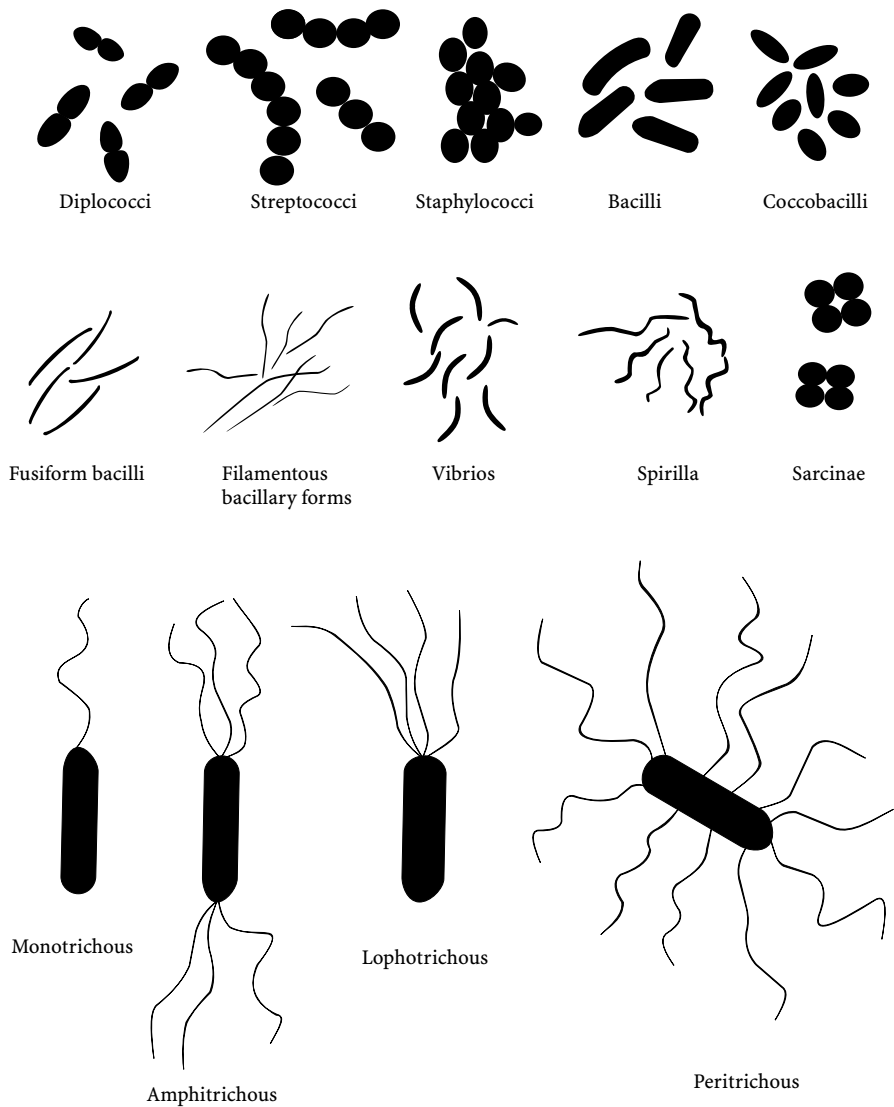 Diplococci
Streptococci
Staphylococci
Bacilli
Coccobacilli
Fusiform bacilli
Filamentous
bacillary forms
Vibrios
Spirilla
Sarcinae
Monotrichous
Amphitrichous
Lophotrichous
Peritrichous